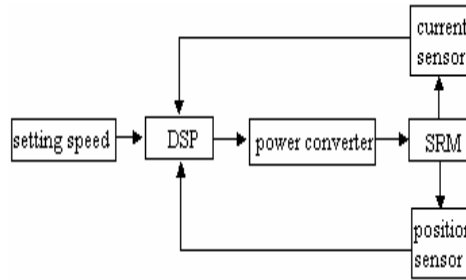 current
sensor
setting speed
DSP
power converter
SRM
position
sensor